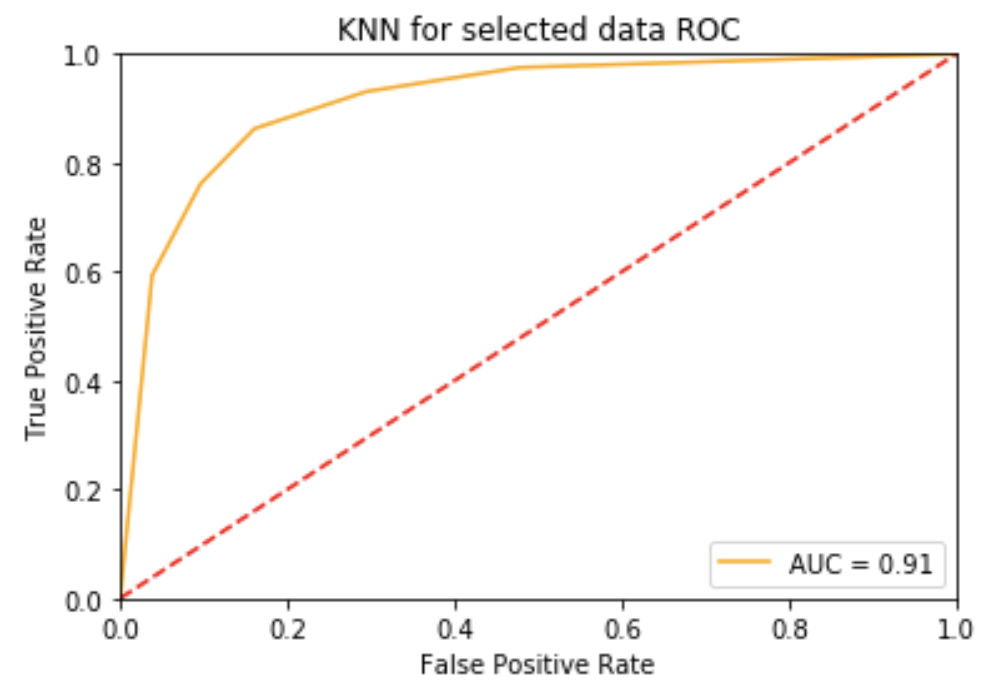 KNN for selected data ROC
1.0
0.8
0.6
0.4
0.2
0.0
True Positive Rate
AUC = 0.91
0.0 0.2 0.4 0.6 0.8 1.0
False Positive Rate